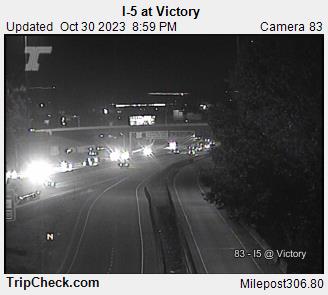 I-5 at Victory
Updated Oct 30 2023 8:59 PM Camera 83
N
83 - I5 @ Victory
TripCheck.com Milepost306.80